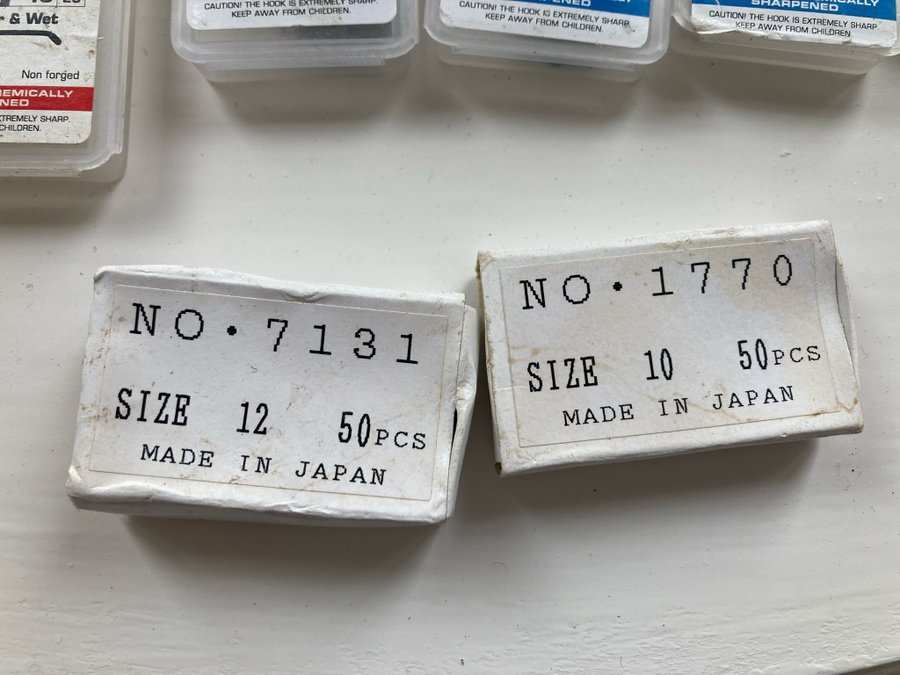 & Wet
Non forged
EMICALLY
NED
TREMELY SHARP.
CHILDREN.
CAUTION! THE HOOK IS EXTREMELY SHARP.
KEEP AWAY FROM CHILDREN.
CAUTION! THE HOOK IS EXTREMELY SHARP.
KEEP AWAY FROM CHILDREN.
SHARPENED
CAUTION! THE HOOK IS EXTREMELY SHARP.
KEEP AWAY FROM CHILDREN.
NO.7131
SIZE 12 50PCS
MADE IN JAPAN
NO.1770
SIZE 10 50PCS
MADE IN JAPAN